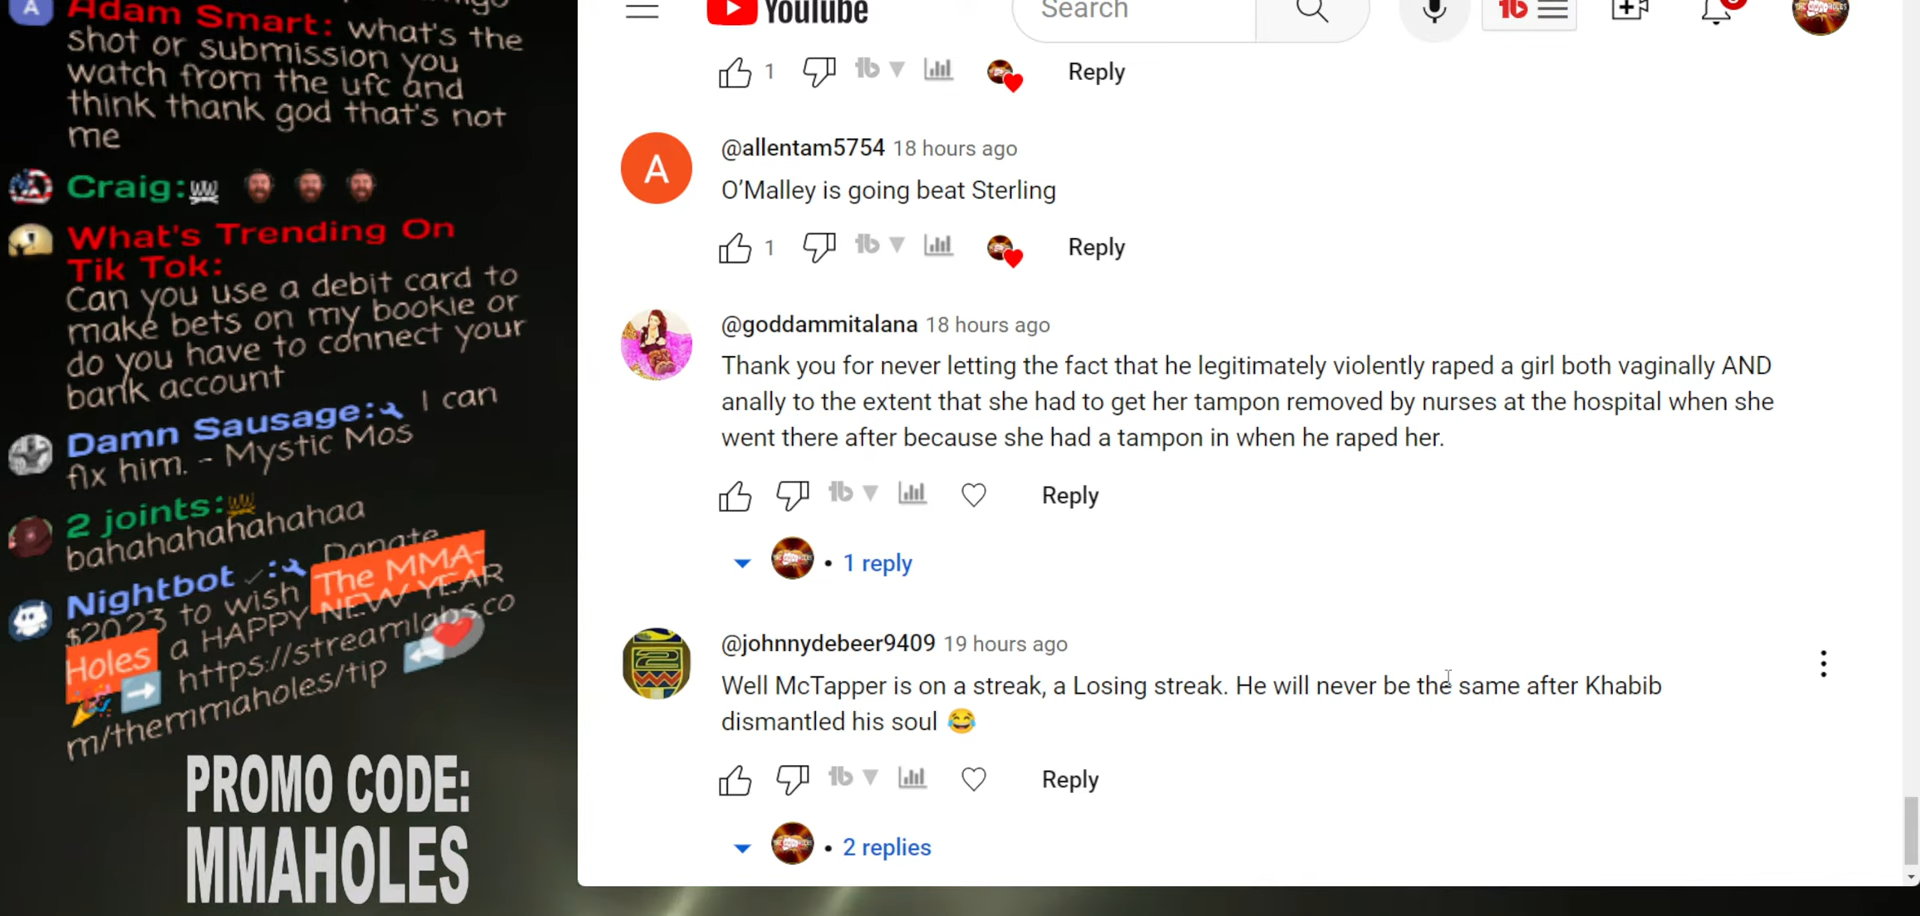 Adam Smart: what's the
shot or submission you
watch from the ufc and
think thank god that's not
me
Craig:
What's Trending On
Tik Tok:
Can you use a debit card to
make bets on my bookie or
do you have to connect your
bank account
Damn Sausage: I can
fix him. - Mystic Mos
2 joints:
bahahahahahaa
Nightbot ✓: Donate
$2023 to wish The MMA-
Holes a HAPPY NEW YEAR
🎉 ➡️ https://streamlabs.co
m/themmaholes/tip ⬅️
PROMO CODE:
MMAHOLES
YouTube
Search
1 Reply
A
@allentam5754 18 hours ago
O’Malley is going beat Sterling
1 Reply
@goddammitalana 18 hours ago
Thank you for never letting the fact that he legitimately violently raped a girl both vaginally AND
anally to the extent that she had to get her tampon removed by nurses at the hospital when she
went there after because she had a tampon in when he raped her.
Reply
• 1 reply
@johnnydebeer9409 19 hours ago
Well McTapper is on a streak, a Losing streak. He will never be the same after Khabib
dismantled his soul 😂
Reply
• 2 replies